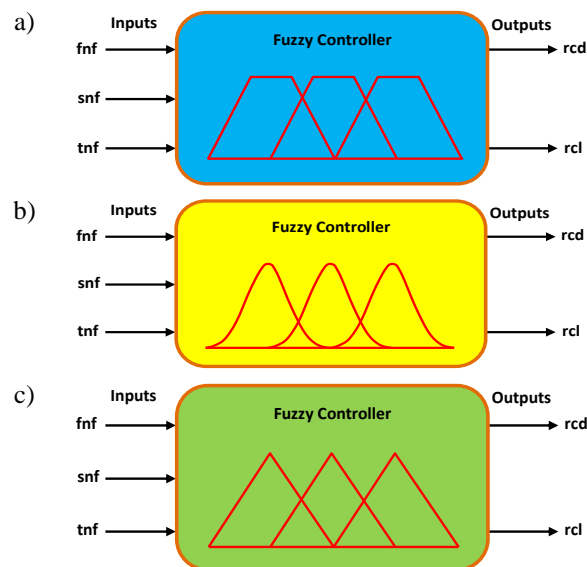 a)
Inputs
Fuzzy Controller
Outputs
fnf
rcd
snf
tnf
rcl
b)
Inputs
Fuzzy Controller
Outputs
fnf
rcd
snf
tnf
rcl
c)
Inputs
Fuzzy Controller
Outputs
fnf
rcd
snf
tnf
rcl